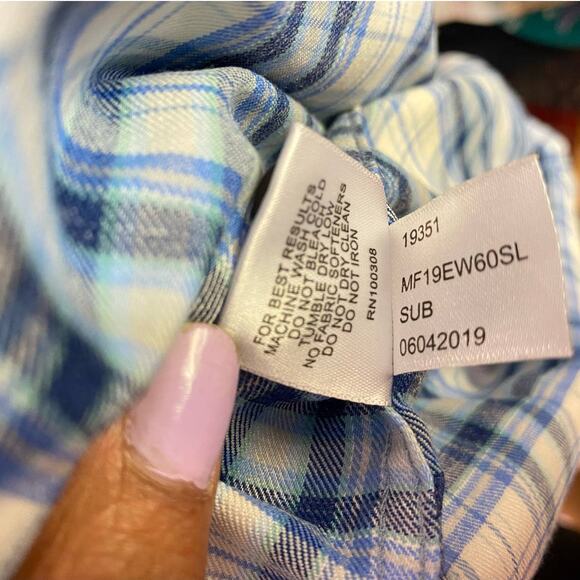 FOR BEST RESULTS
MACHINE WASH COLD
DO NOT BLEACH
TUMBLE DRY LOW
NO FABRIC SOFTENERS
DO NOT DRY CLEAN
DO NOT IRON
RN100308
19351
MF19EW60SL
SUB
06042019